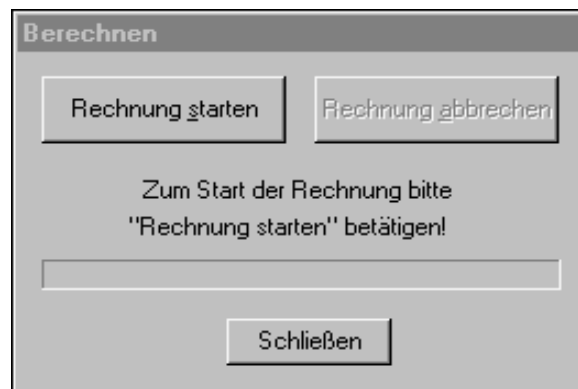 Berechnen
Rechnung starten
Rechnung abbrechen
Zum Start der Rechnung bitte
"Rechnung starten" betätigen!
Schließen